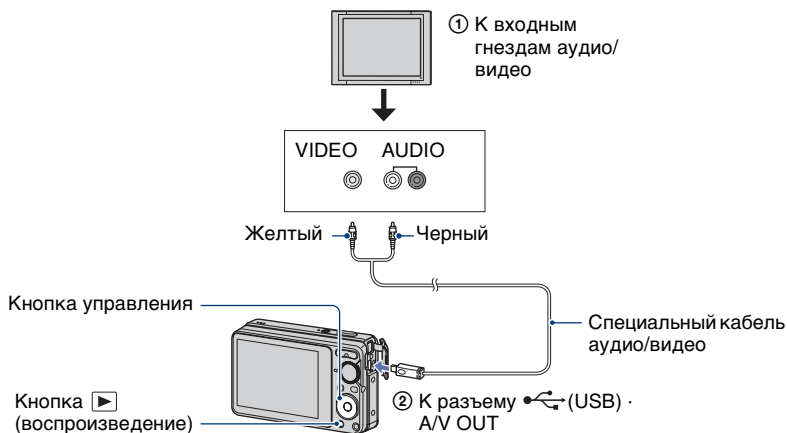 ① К входным
гнездам аудио/
видео
VIDEO AUDIO
Желтый
Черный
Кнопка управления
Специальный кабель
аудио/видео
Кнопка ▶
(воспроизведение)
② К разъему (USB) ·
A/V OUT